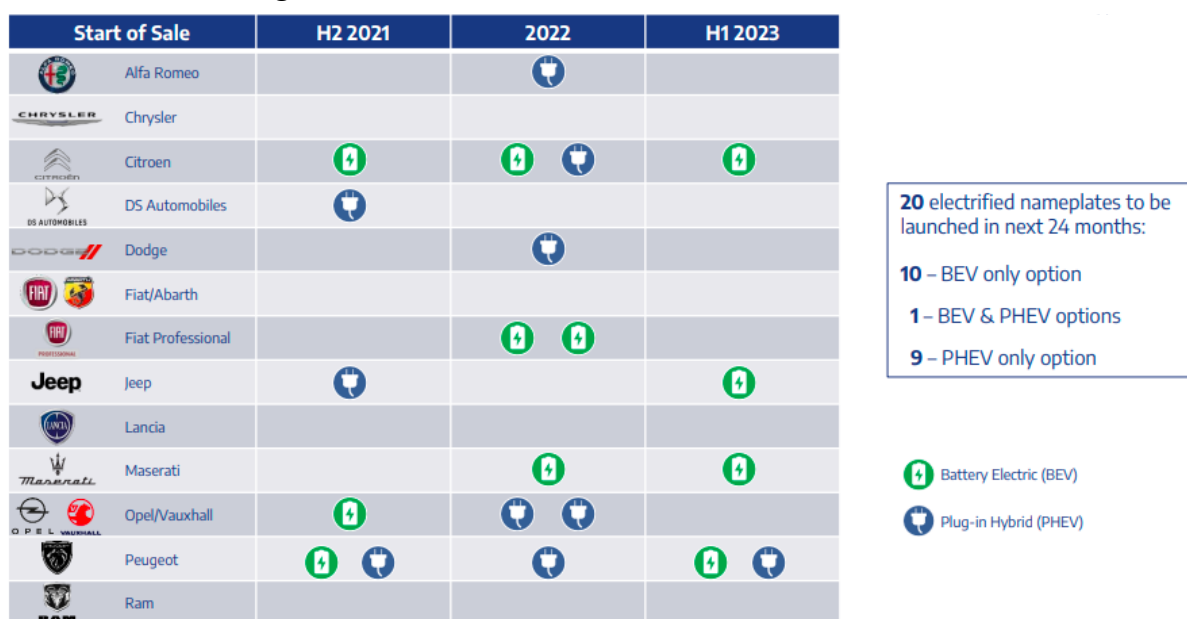 Start of Sale H2 2021 2022 H1 2023
Alfa Romeo
CHRYSLER Chrysler
CITROËN Citroen
DS AUTOMOBILES DS Automobiles
DODGE Dodge
FIAT Fiat/Abarth
FIAT PROFESSIONAL Fiat Professional
Jeep Jeep
LANCIA Lancia
Maserati Maserati
OPEL VAUXHALL Opel/Vauxhall
Peugeot
RAM Ram
20 electrified nameplates to be
launched in next 24 months:
10 – BEV only option
1 – BEV & PHEV options
9 – PHEV only option
Battery Electric (BEV)
Plug-in Hybrid (PHEV)